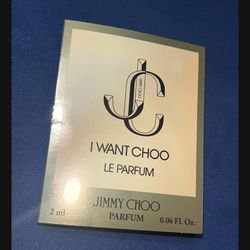 JC
I WANT CHOO
LE PARFUM
JIMMY CHOO
2 ml PARFUM 0.06 Fl. Oz.